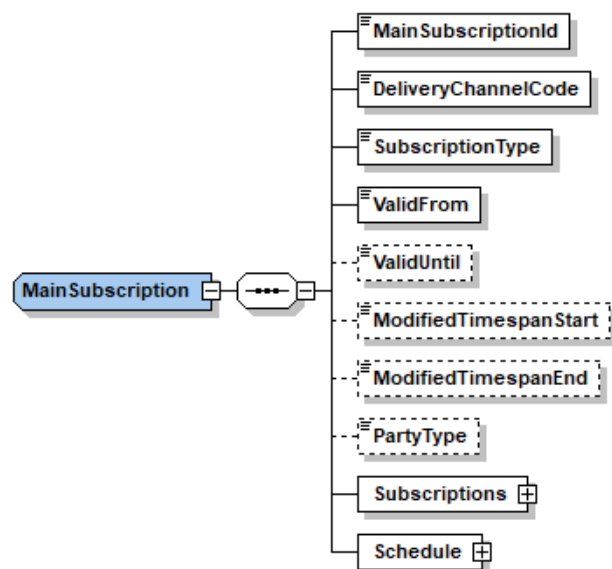 MainSubscriptionId
DeliveryChannelCode
SubscriptionType
ValidFrom
ValidUntil
MainSubscription
ModifiedTimespanStart
ModifiedTimespanEnd
PartyType
Subscriptions
Schedule